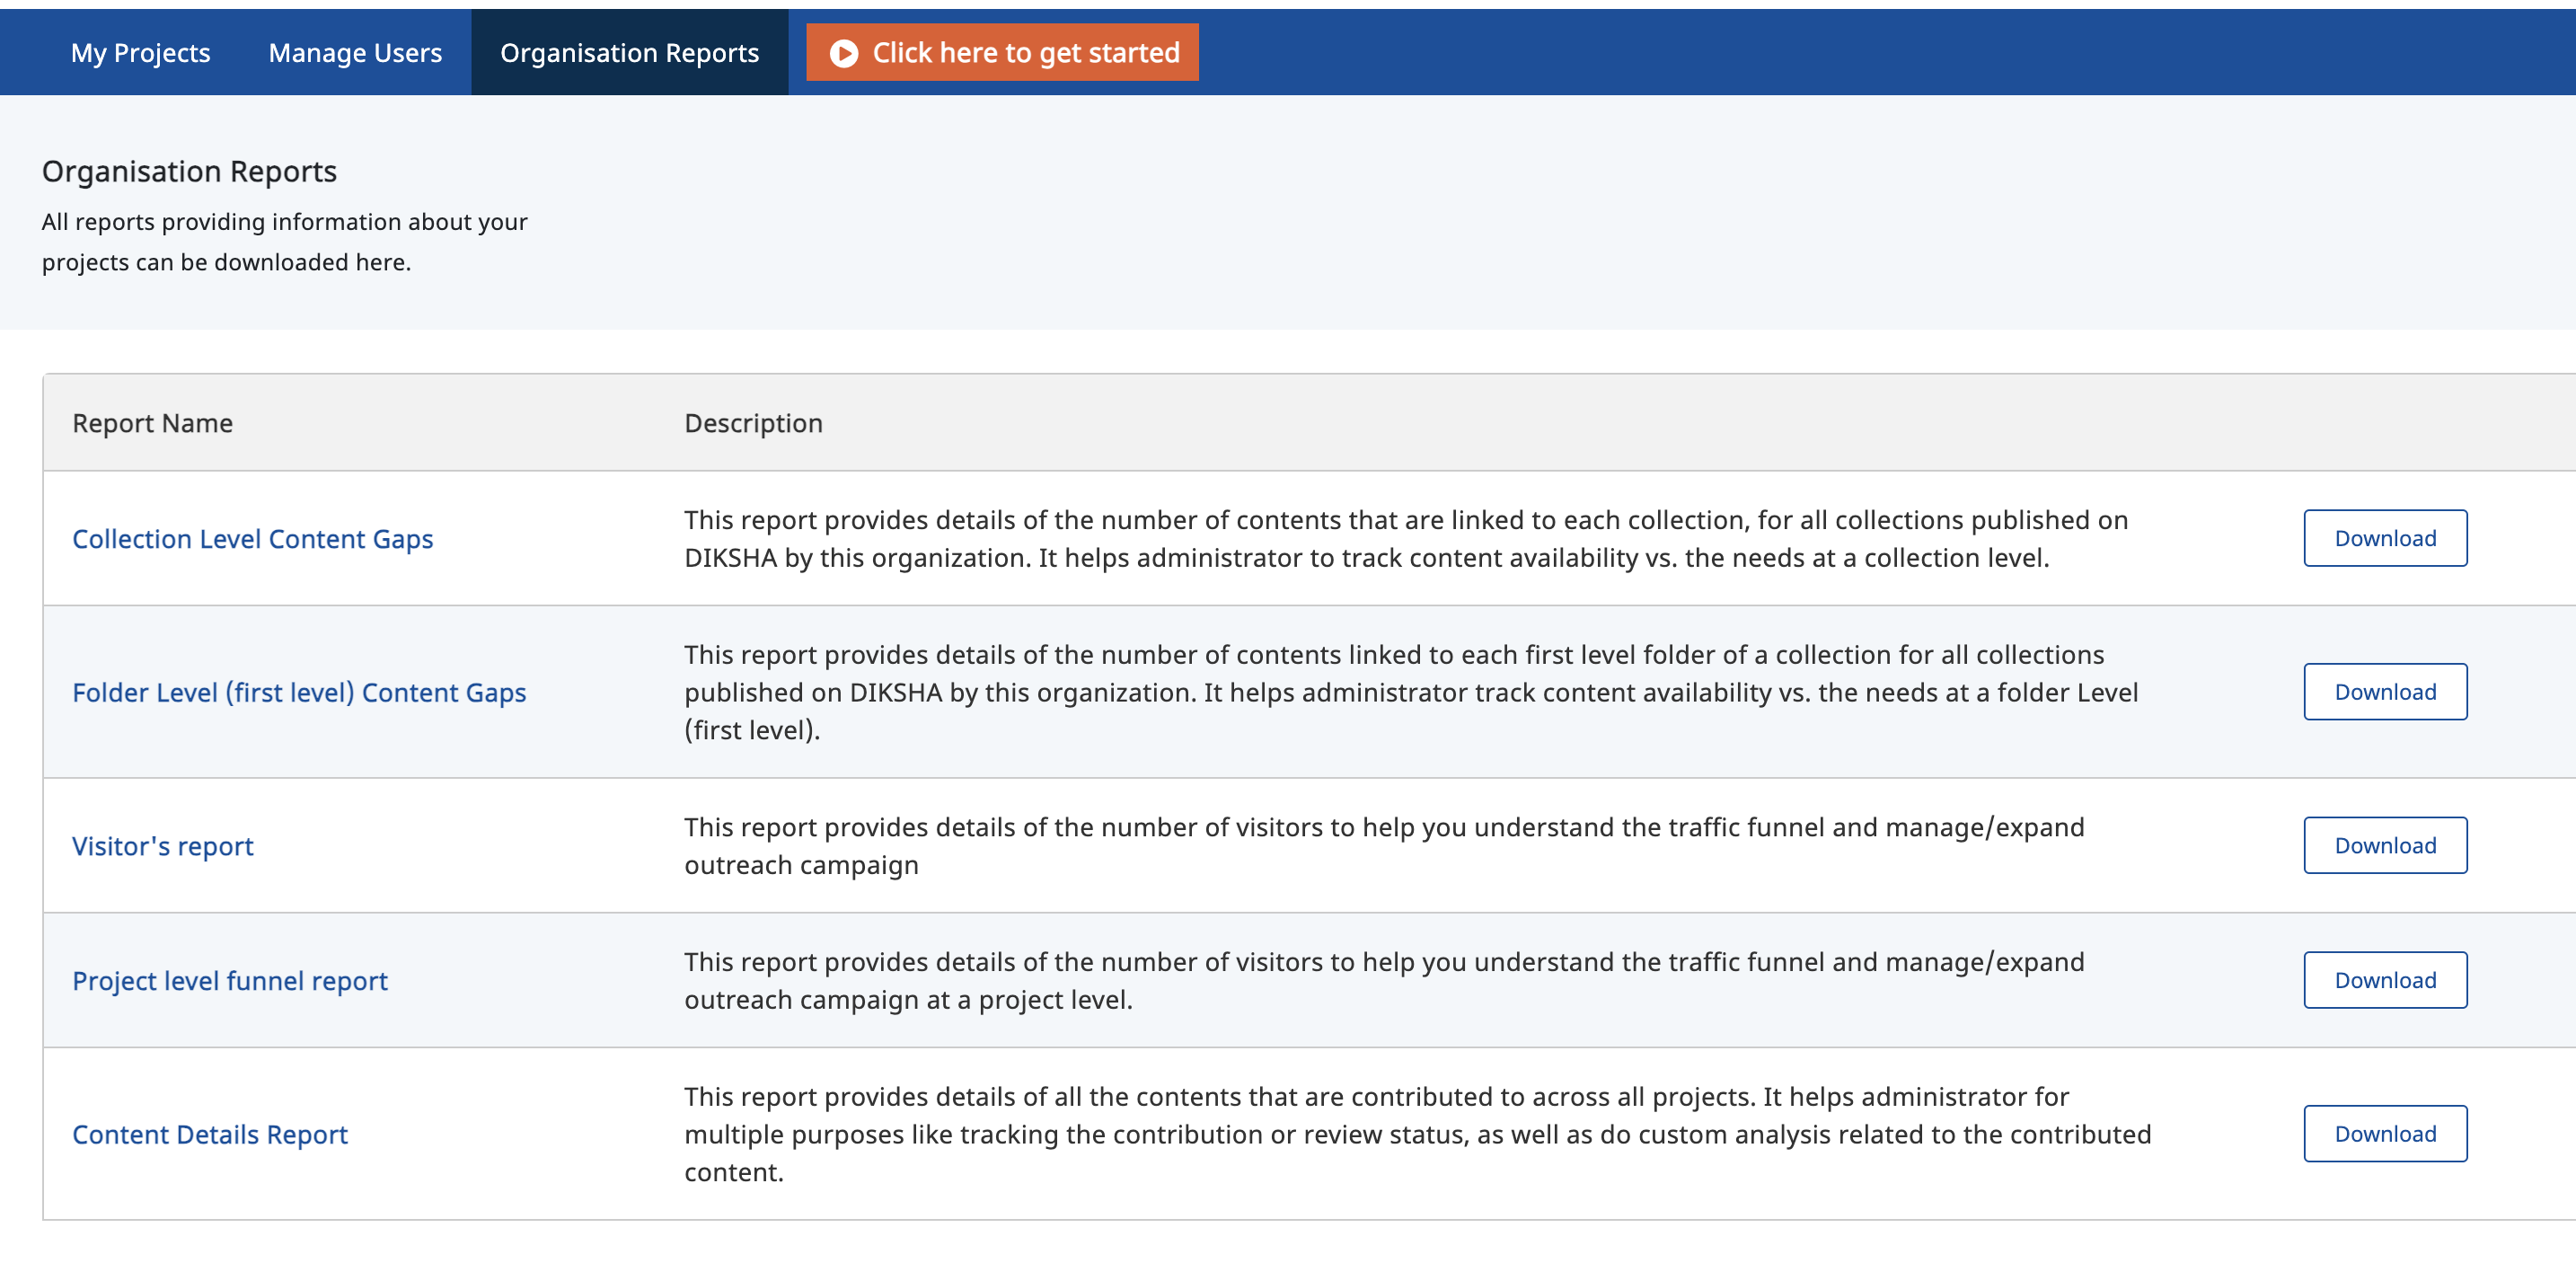 My Projects Manage Users Organisation Reports Click here to get started
Organisation Reports
All reports providing information about your
projects can be downloaded here.
Report Name Description
Collection Level Content Gaps
This report provides details of the number of contents that are linked to each collection, for all collections published on
DIKSHA by this organization. It helps administrator to track content availability vs. the needs at a collection level.
Download
Folder Level (first level) Content Gaps
This report provides details of the number of contents linked to each first level folder of a collection for all collections
published on DIKSHA by this organization. It helps administrator track content availability vs. the needs at a folder Level
(first level).
Download
Visitor's report
This report provides details of the number of visitors to help you understand the traffic funnel and manage/expand
outreach campaign
Download
Project level funnel report
This report provides details of the number of visitors to help you understand the traffic funnel and manage/expand
outreach campaign at a project level.
Download
Content Details Report
This report provides details of all the contents that are contributed to across all projects. It helps administrator for
multiple purposes like tracking the contribution or review status, as well as do custom analysis related to the contributed
content.
Download